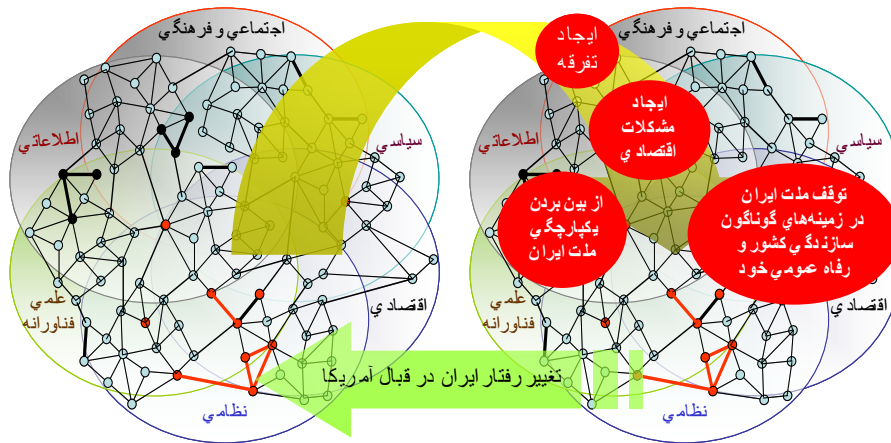 اجتماعي و فرهنگي
اجتماعي و فرهنگي
ايجاد
تفرقه
ايجاد
مشكلات
اقتصادي
اطلاعاتي
سياسي
اطلاعاتي
سياسي
از بين بردن
يكپارچگي
ملت ايران
توقف ملت ايران
در زمينه‌هاي گوناگون
سازندگي كشور و
رفاه عمومي خود
علمي
فناورانه
اقتصادي
علمي
فناورانه
اقتصادي
تغيير رفتار ايران در قبال آمريكا
نظامي
نظامي